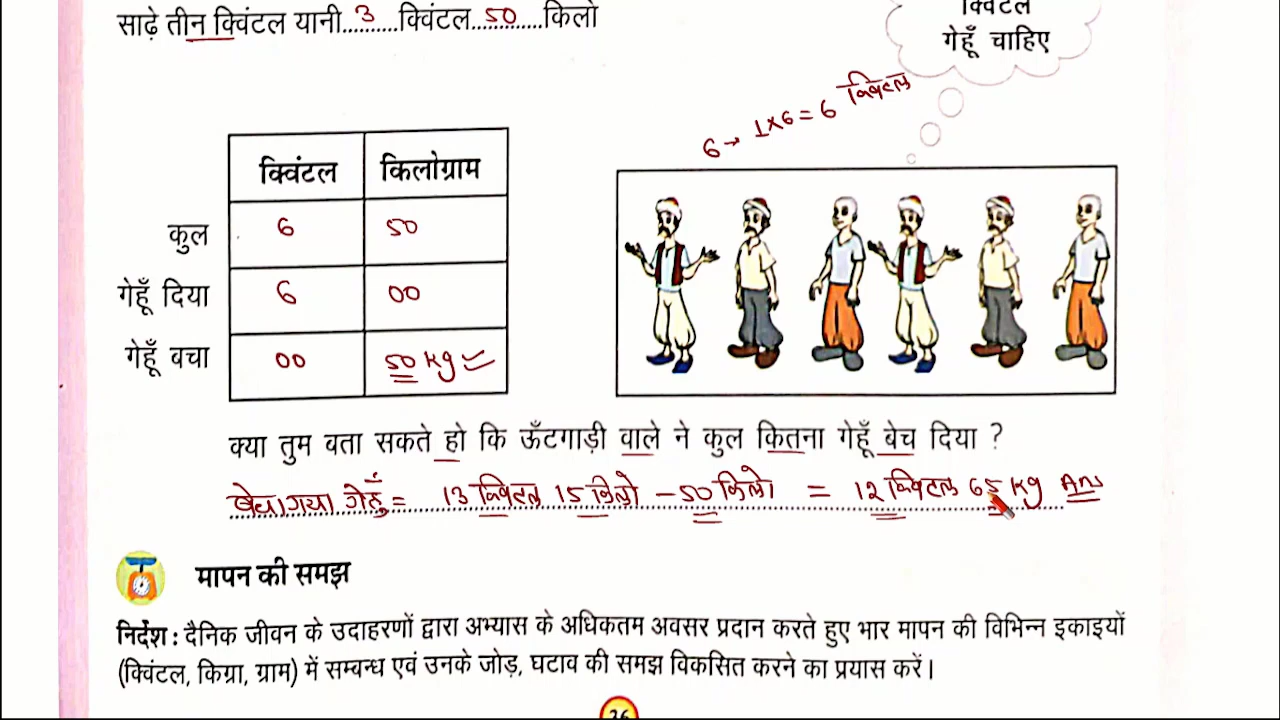 साढ़े तीन क्विंटल यानी...3...क्विंटल...50...किलो
क्विंटल
गेहूँ चाहिए
6 → 1x6 = 6 क्विंटल
क्विंटल किलोग्राम
कुल 6 50
गेहूँ दिया 6 00
गेहूँ बचा 00 50 kg
क्या तुम बता सकते हो कि ऊँटगाड़ी वाले ने कुल कितना गेहूँ बेच दिया ?
बेचा गया गेहूँ = 13 क्विंटल 15 किलो - 50 किलो = 12 क्विंटल 65 kg Ans
मापन की समझ
निर्देश : दैनिक जीवन के उदाहरणों द्वारा अभ्यास के अधिकतम अवसर प्रदान करते हुए भार मापन की विभिन्न इकाइयों
(क्विंटल, किग्रा, ग्राम) में सम्बन्ध एवं उनके जोड़, घटाव की समझ विकसित करने का प्रयास करें।
36